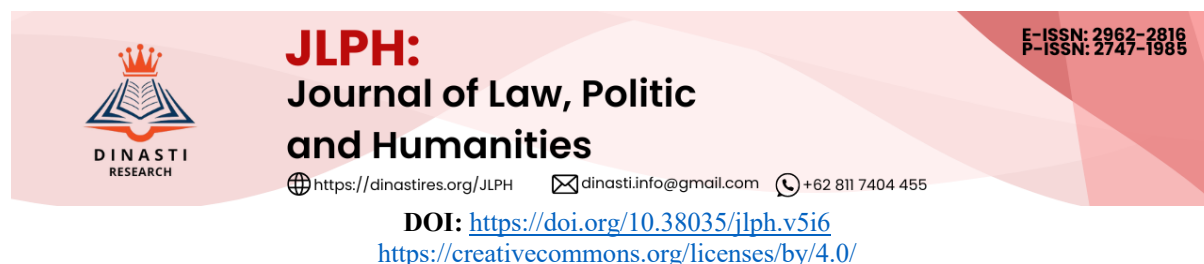 E-ISSN: 2962-2816
P-ISSN: 2747-1985
JLPH:
Journal of Law, Politic
and Humanities
DINASTI
RESEARCH
https://dinastires.org/JLPH dinasti.info@gmail.com +62 811 7404 455
DOI: https://doi.org/10.38035/jlph.v5i6
https://creativecommons.org/licenses/by/4.0/